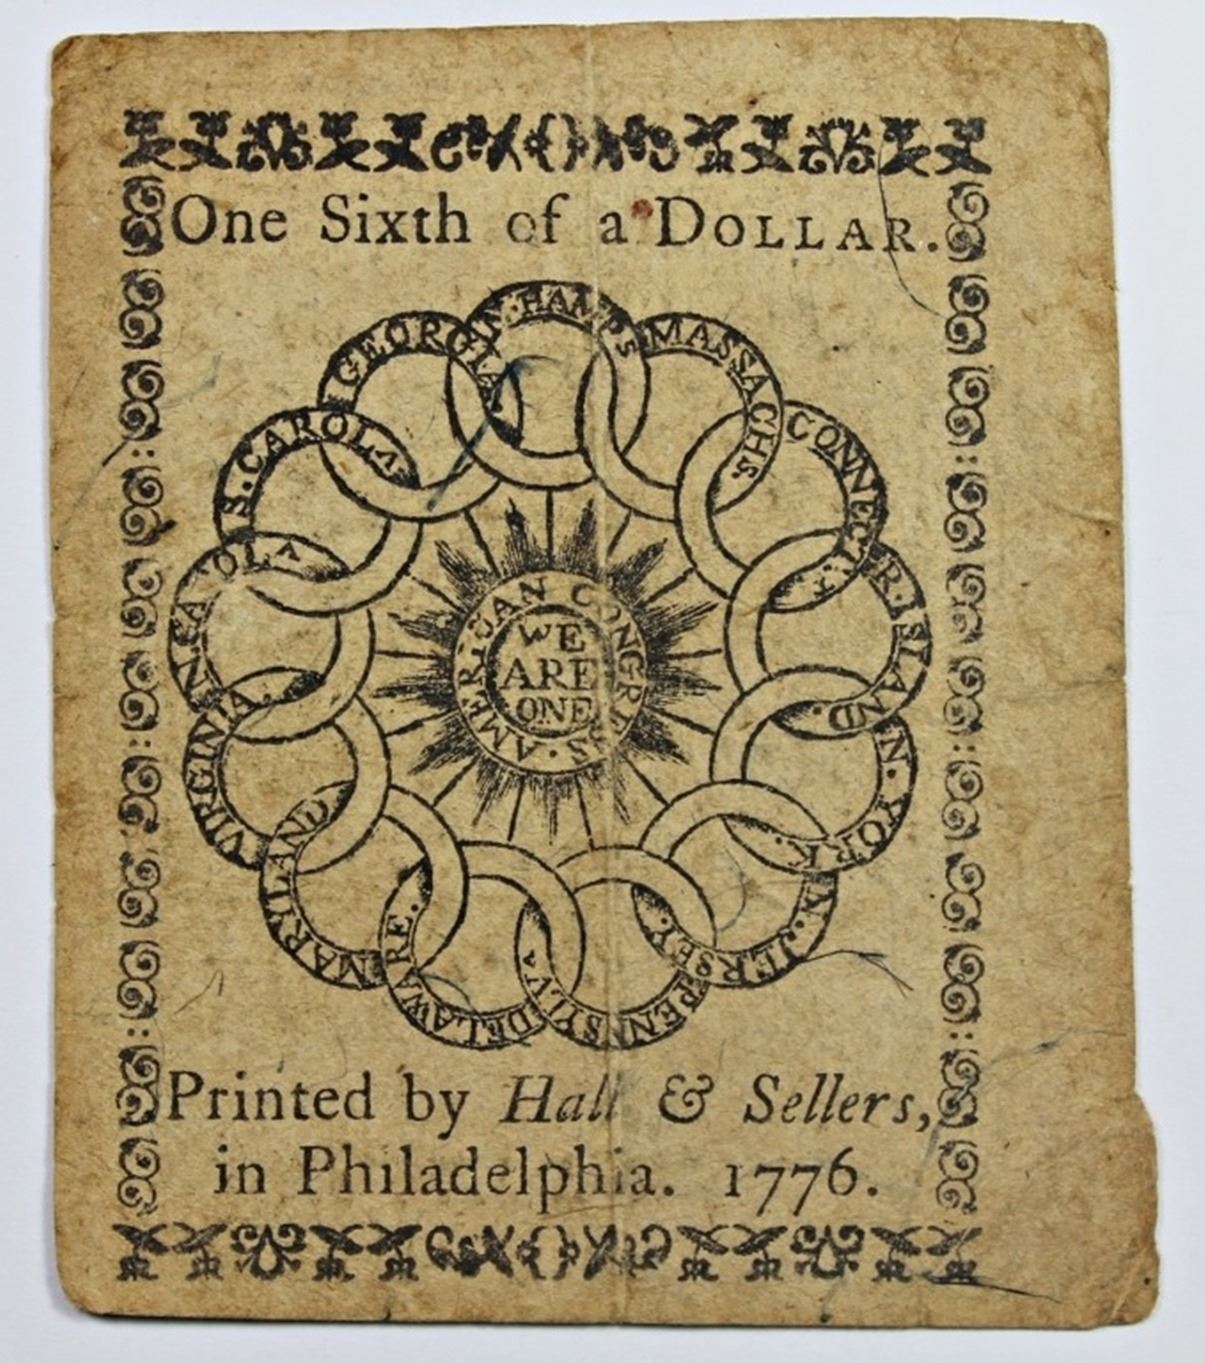 One Sixth of a DOLLAR.
N. HAMPS
MASSACHS.
CONNECT.
R. ISLAND.
N. YORK.
N. JERSEY.
PENNSYLVA
DELAWARE.
MARYLAND
VIRGINIA.
N. CAROLA
S. CAROLA
GEORGIA.
AMERICAN CONGRESS.
WE
ARE
ONE
Printed by Hall & Sellers,
in Philadelphia. 1776.